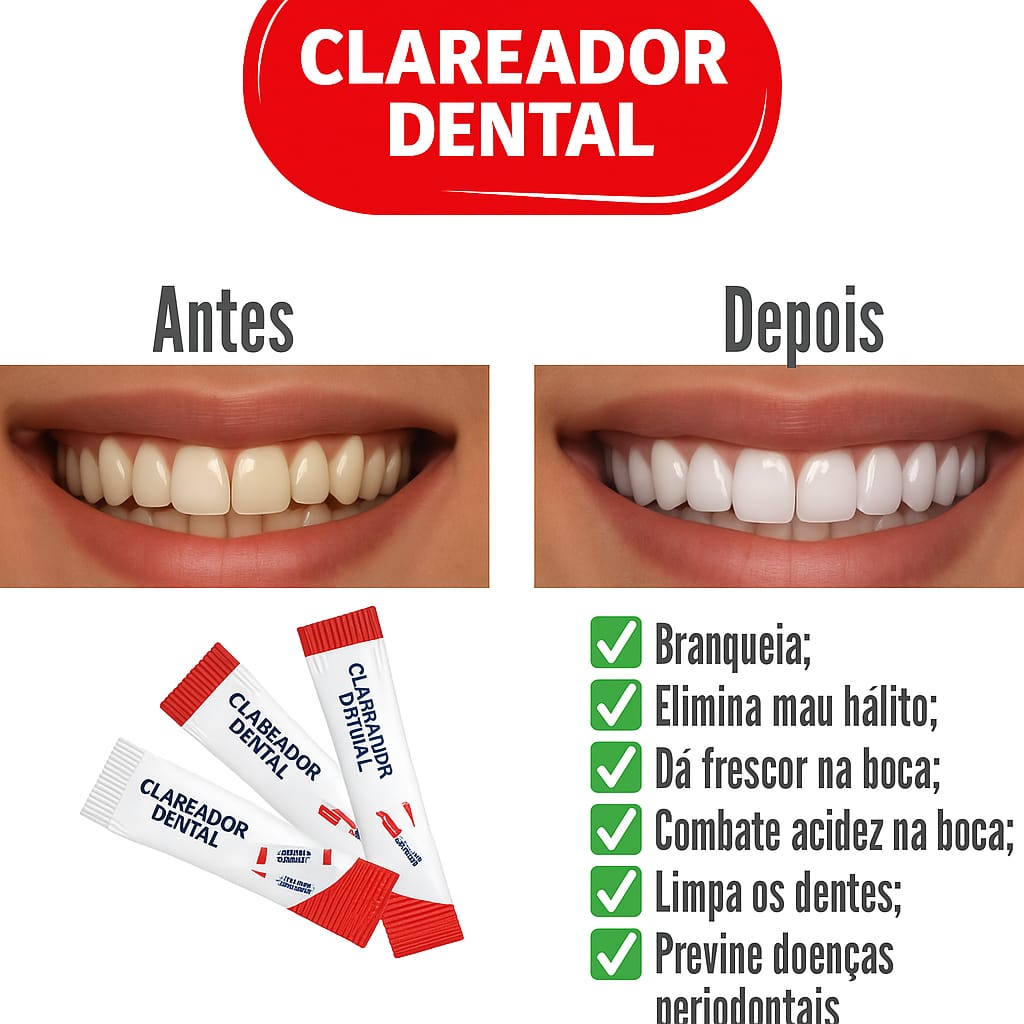 CLAREADOR
DENTAL
Antes
Depois
CLAREADOR
DENTAL
CLABEADOR
DENTAL
CLARRANIDR
DRTUIAL
Branqueia;
Elimina mau hálito;
Dá frescor na boca;
Combate acidez na boca;
Limpa os dentes;
Previne doenças
periodontais